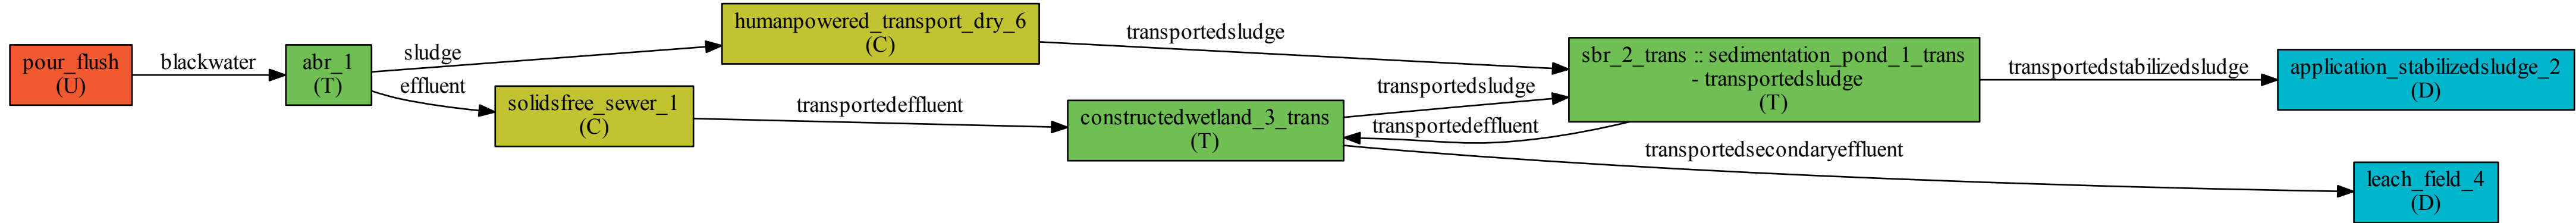 pour_flush
(U)
blackwater
abr_1
(T)
sludge
effluent
humanpowered_transport_dry_6
(C)
solidsfree_sewer_1
(C)
transportedsludge
transportedeffluent
constructedwetland_3_trans
(T)
transportedsludge
transportedeffluent
sbr_2_trans :: sedimentation_pond_1_trans
- transportedsludge
(T)
transportedstabilizedsludge
transportedsecondaryeffluent
application_stabilizedsludge_2
(D)
leach_field_4
(D)